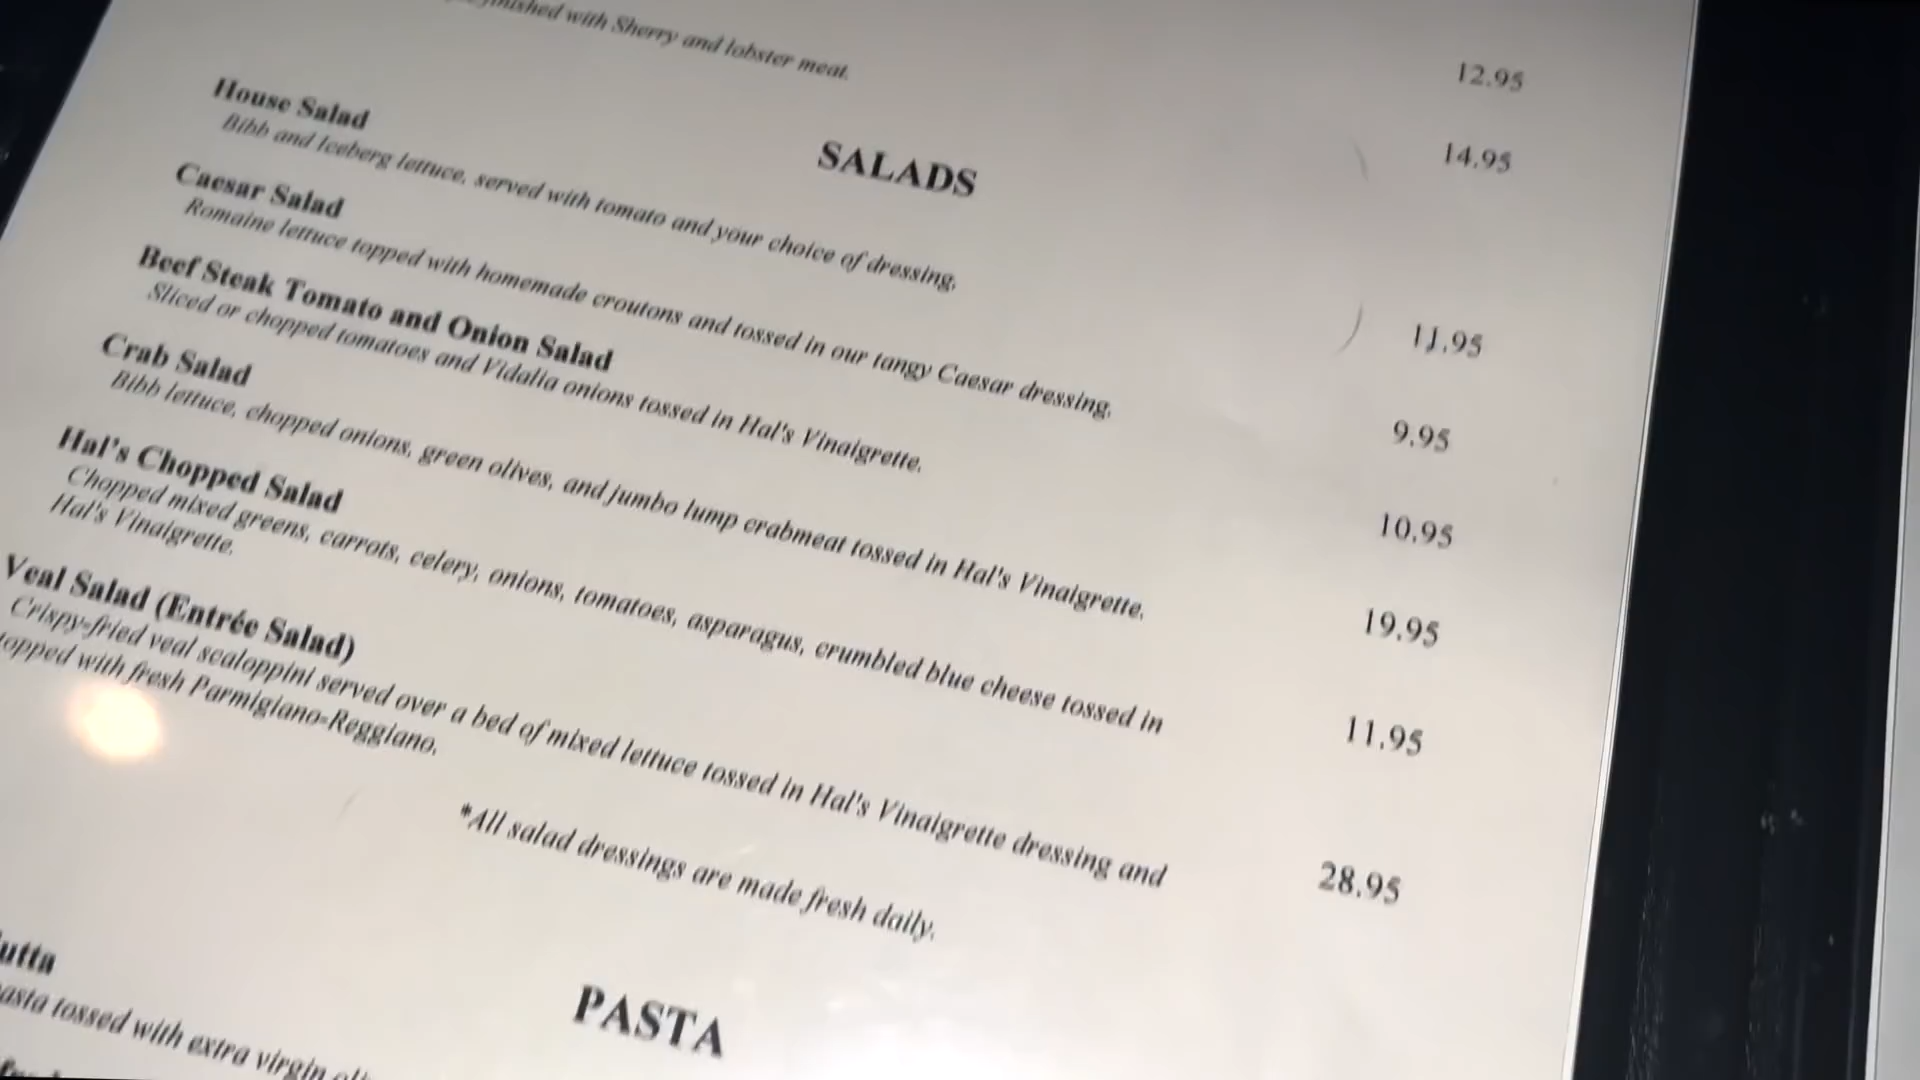 12.95
14.95
finished with Sherry and lobster meat.
SALADS
House Salad 11.95
Bibb and Iceberg lettuce, served with tomato and your choice of dressing.
Caesar Salad 9.95
Romaine lettuce topped with homemade croutons and tossed in our tangy Caesar dressing.
Beef Steak Tomato and Onion Salad 10.95
Sliced or chopped tomatoes and Vidalia onions tossed in Hal's Vinaigrette.
Crab Salad 19.95
Bibb lettuce, chopped onions, green olives, and jumbo lump crabmeat tossed in Hal's Vinaigrette.
Hal's Chopped Salad 11.95
Chopped mixed greens, carrots, celery, onions, tomatoes, asparagus, crumbled blue cheese tossed in
Hal's Vinaigrette.
Veal Salad (Entrée Salad) 28.95
Crispy-fried veal scaloppini served over a bed of mixed lettuce tossed in Hal's Vinaigrette dressing and
topped with fresh Parmigiano-Reggiano.
*All salad dressings are made fresh daily.
PASTA
utta
asta tossed with extra virgin